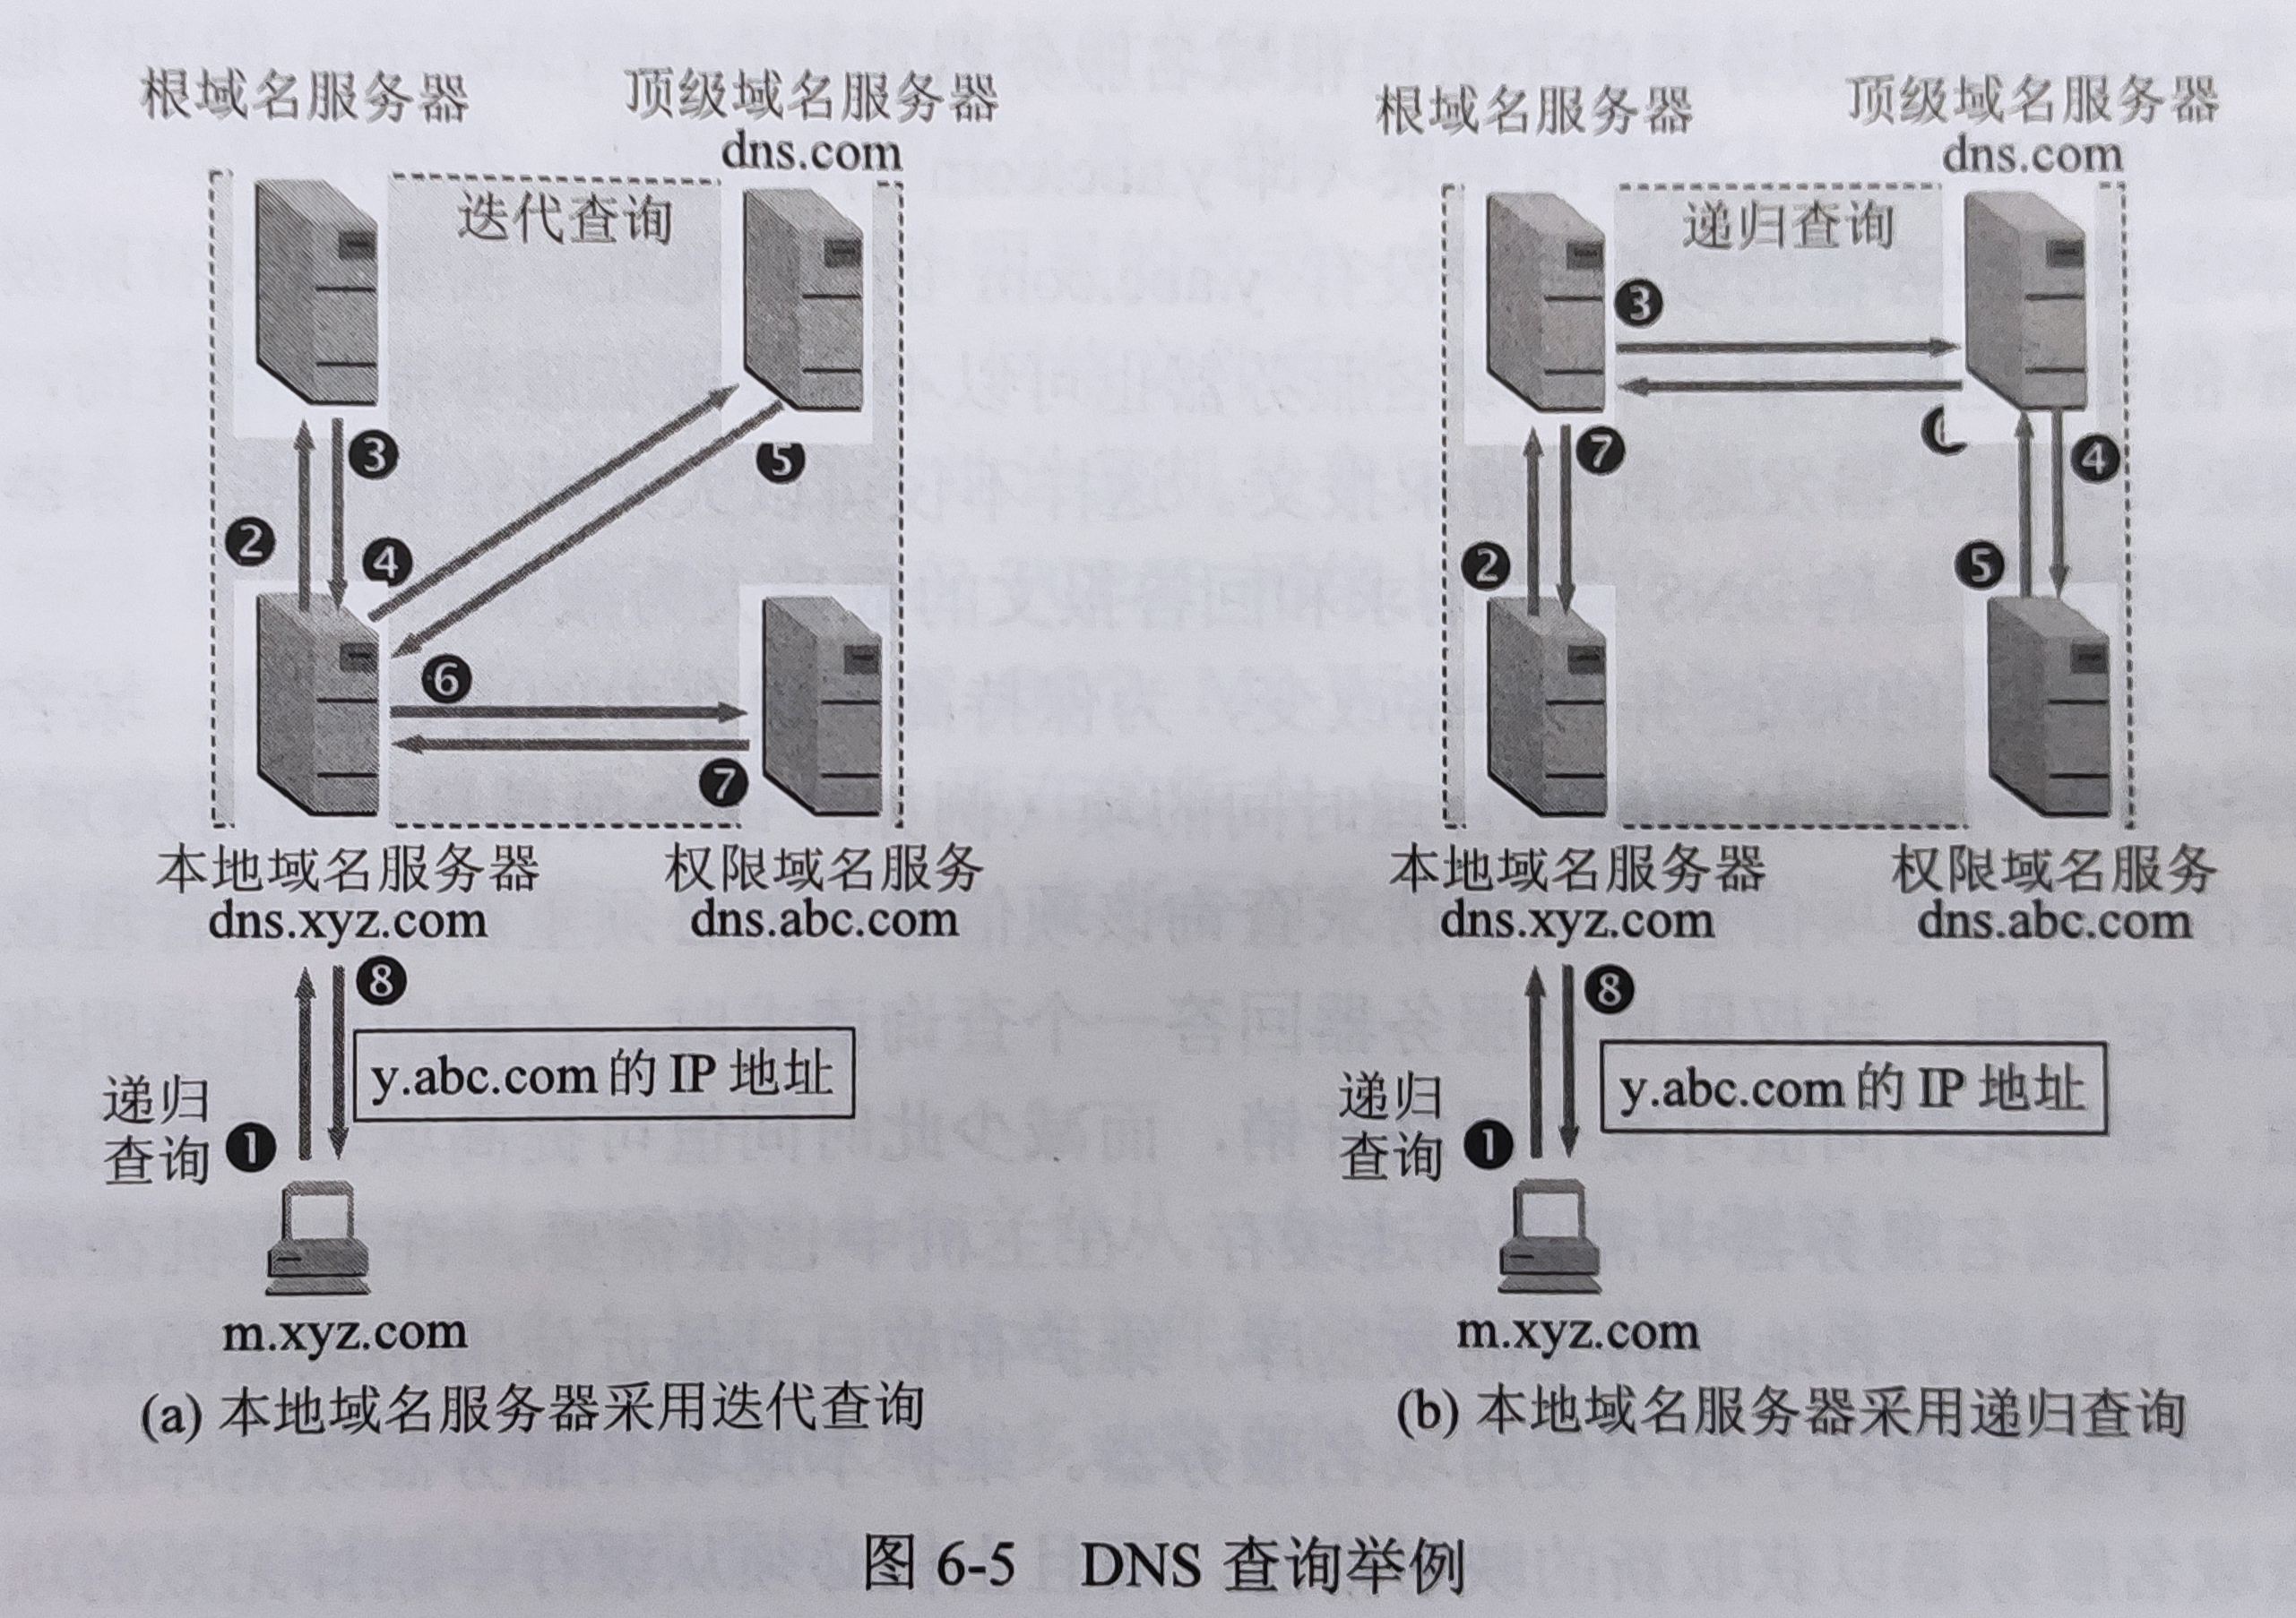 根域名服务器
顶级域名服务器
dns.com
迭代查询
❸
❺
❷
❹
❻
❼
本地域名服务器
dns.xyz.com
权限域名服务
dns.abc.com
❽
y.abc.com 的 IP 地址
递归
查询
❶
m.xyz.com
(a) 本地域名服务器采用迭代查询
根域名服务器
顶级域名服务器
dns.com
递归查询
❸
❼
❹
❷
❺
本地域名服务器
dns.xyz.com
权限域名服务
dns.abc.com
❽
y.abc.com 的 IP 地址
递归
查询
❶
m.xyz.com
(b) 本地域名服务器采用递归查询
图 6-5 DNS 查询举例